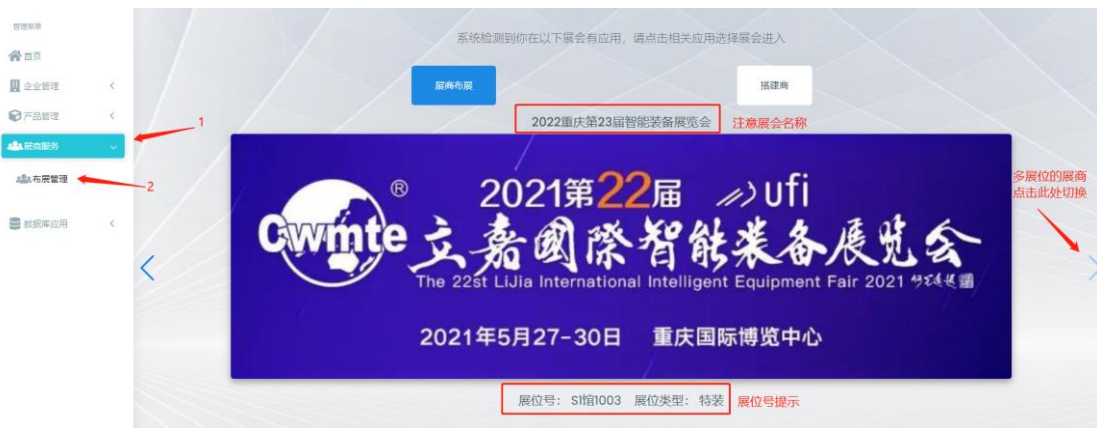 管理菜单
首页
企业管理
产品管理
展商服务
布展管理
数据库应用
1
2
系统检测到你在以下展会有应用，请点击相关应用选择展会进入
展商布展
搭建商
2022重庆第23届智能装备展览会
注意展会名称
Cwmte®
2021第22届 ufi
立嘉國際智能装备展览会
The 22st LiJia International Intelligent Equipment Fair 2021
2021年5月27-30日 重庆国际博览中心
多展位的展商
点击此处切换
展位号： S1馆1003 展位类型： 特装
展位号提示